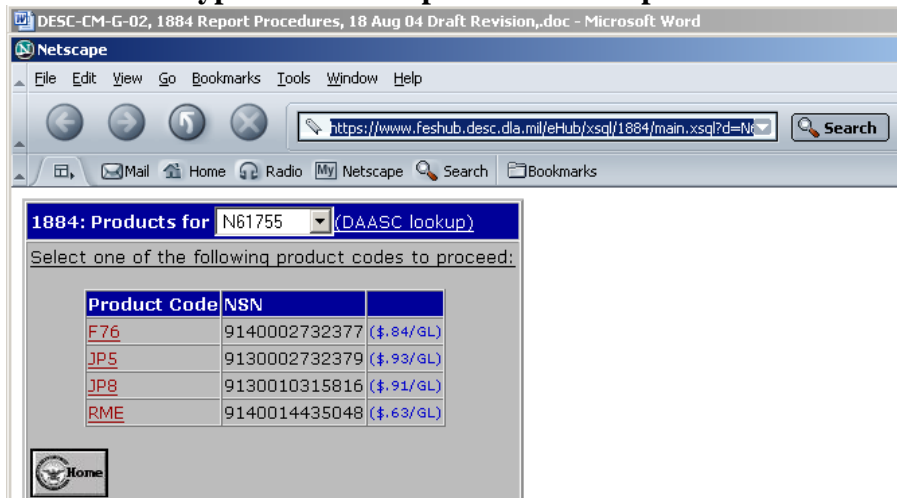 DESC-CM-G-02, 1884 Report Procedures, 18 Aug 04 Draft Revision,.doc - Microsoft Word
Netscape
File Edit View Go Bookmarks Tools Window Help
https://www.feshub.desc.dla.mil/eHub/xsql/1884/main.xsql?d=N Search
Mail Home Radio My Netscape Search Bookmarks
1884: Products for N61755 (DAASC lookup)
Select one of the following product codes to proceed:
Product Code NSN
F76 9140002732377 ($.84/GL)
JP5 9130002732379 ($.93/GL)
JP8 9130010315816 ($.91/GL)
RME 9140014435048 ($.63/GL)
Home